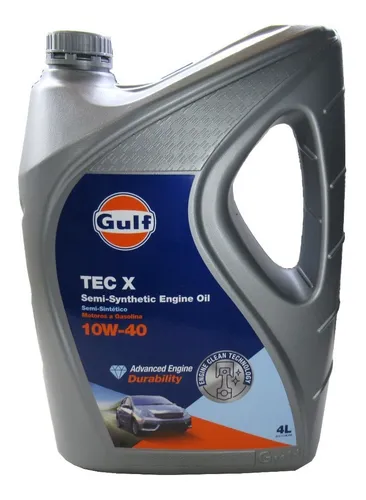 Gulf
TEC X
Semi-Synthetic Engine Oil
Semi-Sintético
Motores a Gasolina
10W-40
Advanced Engine
Durability
ENGINE CLEAN TECHNOLOGY
4L
Gulf